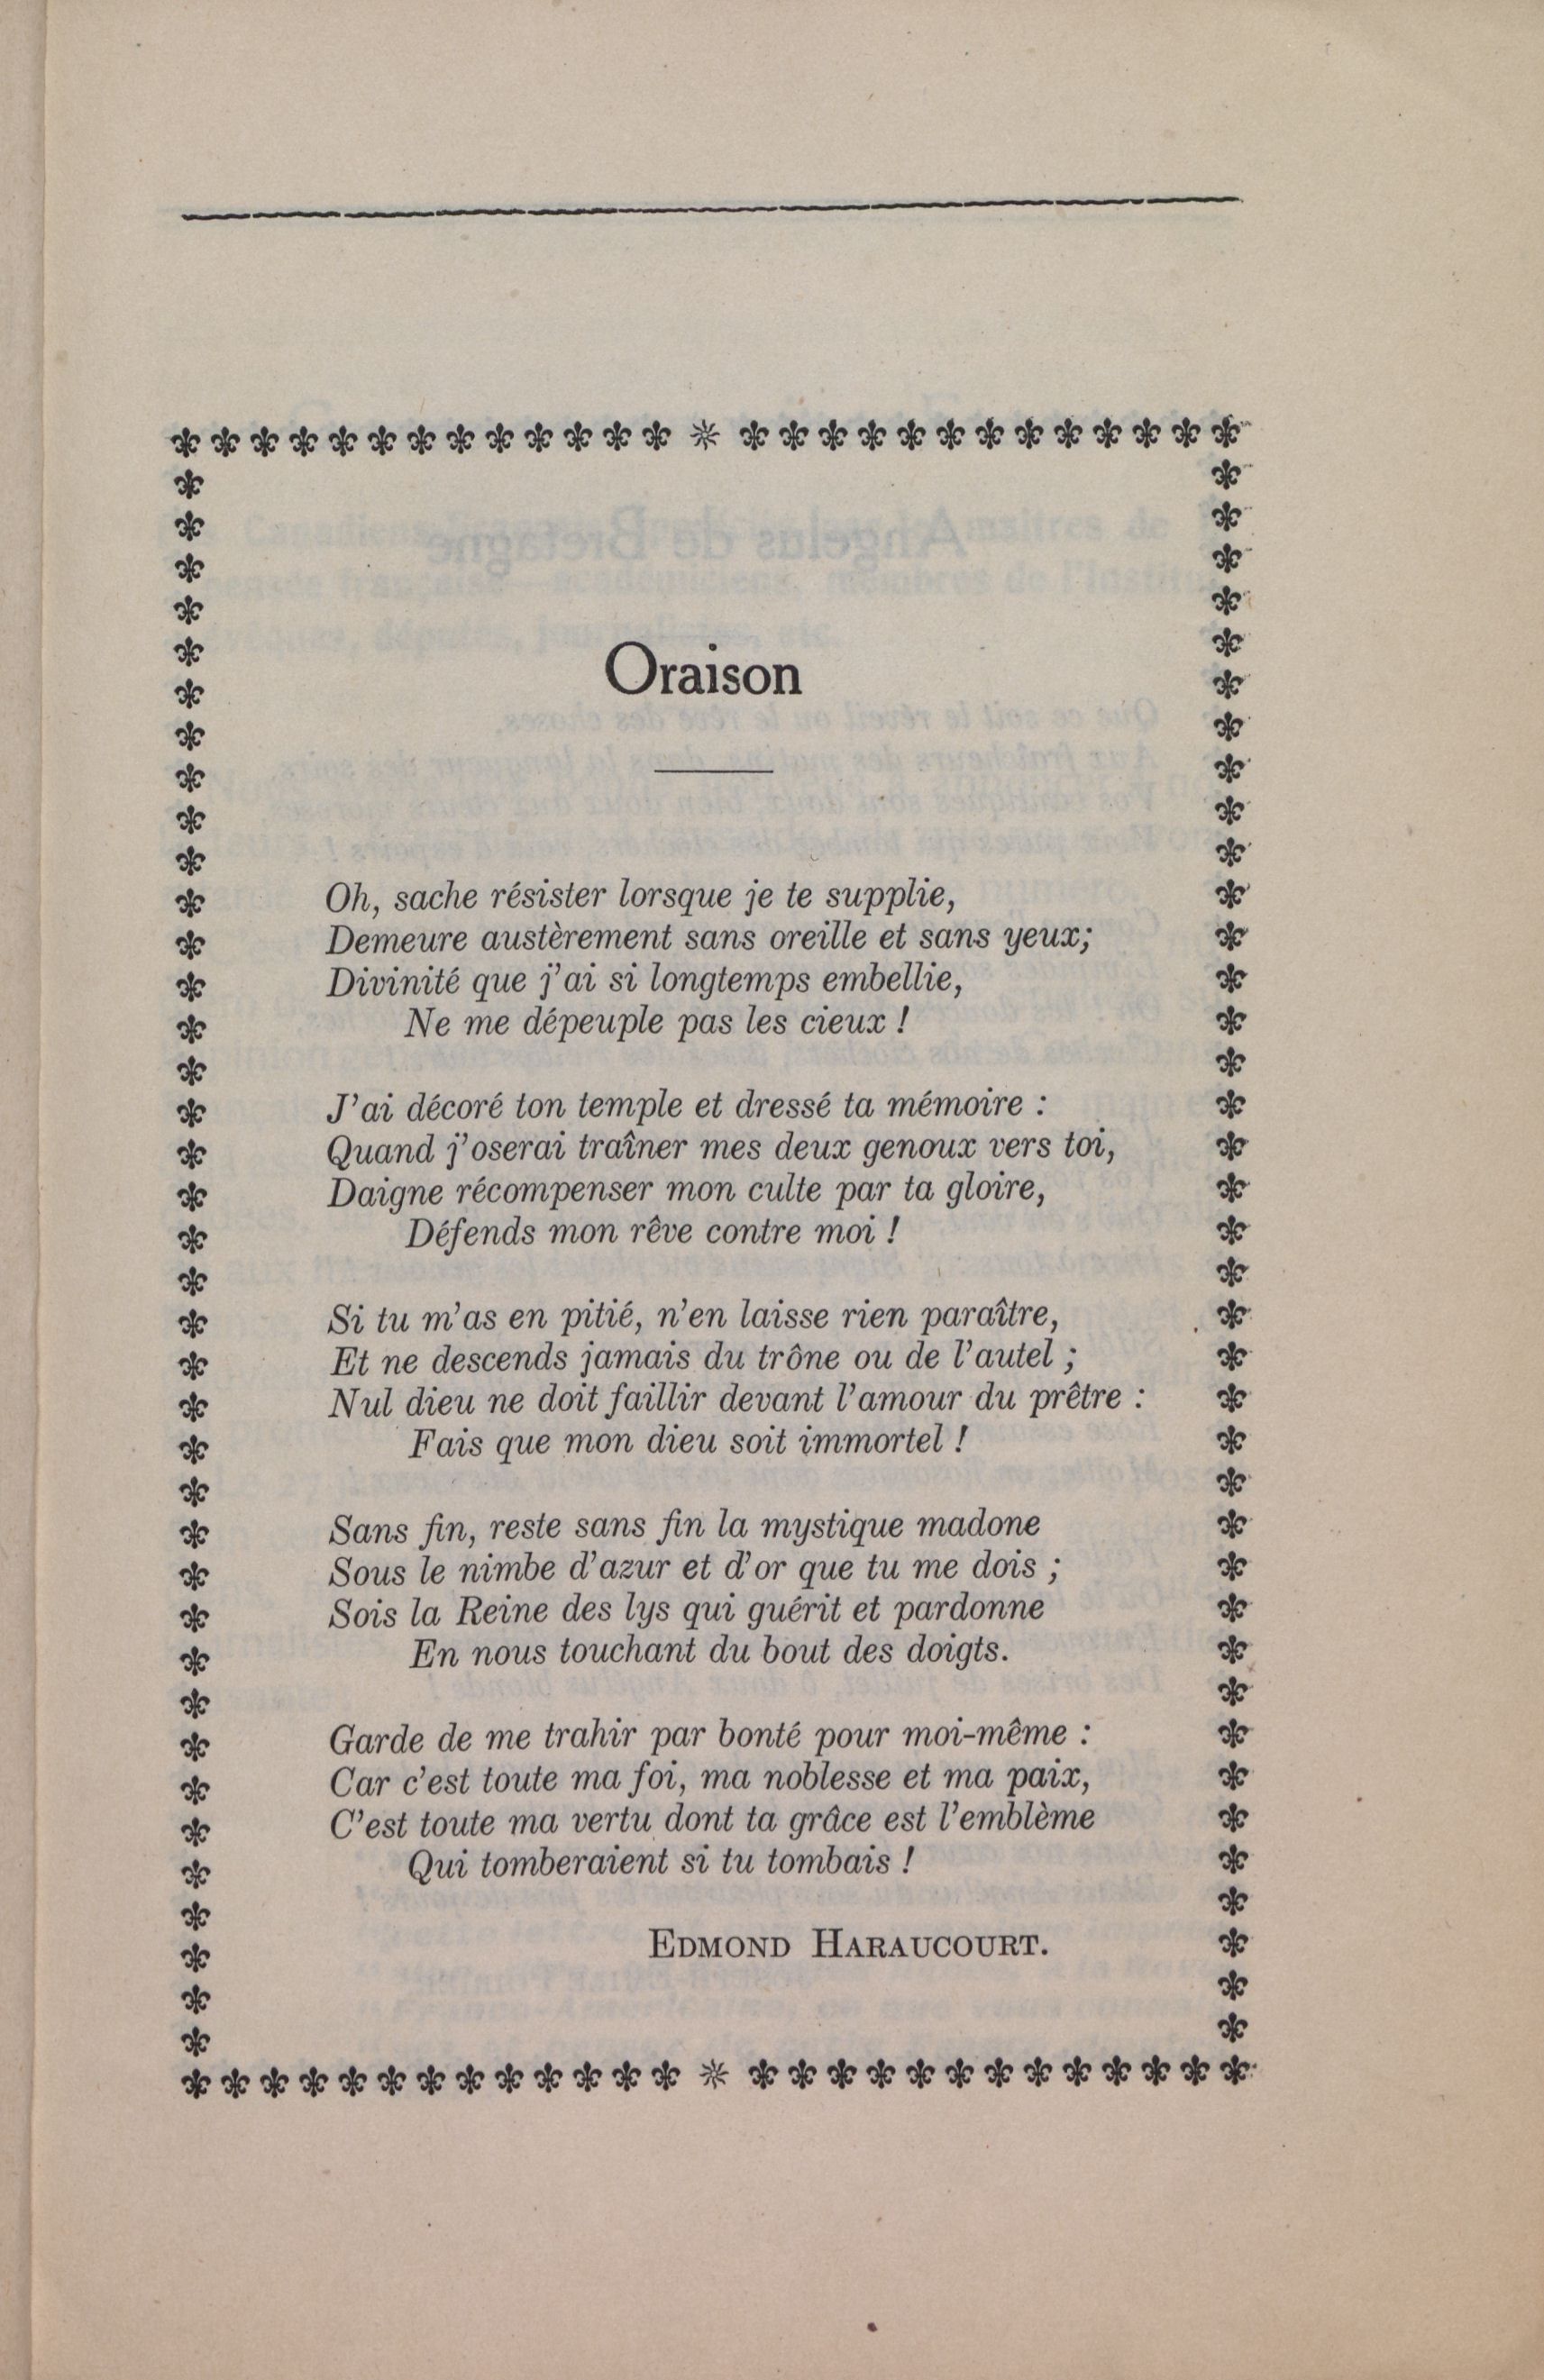 Oraison
Oh, sache résister lorsque je te supplie,
Demeure austèrement sans oreille et sans yeux;
Divinité que j'ai si longtemps embellie,
Ne me dépeuple pas les cieux !
J'ai décoré ton temple et dressé ta mémoire :
Quand j'oserai traîner mes deux genoux vers toi,
Daigne récompenser mon culte par ta gloire,
Défends mon rêve contre moi !
Si tu m'as en pitié, n'en laisse rien paraître,
Et ne descends jamais du trône ou de l'autel ;
Nul dieu ne doit faillir devant l'amour du prêtre :
Fais que mon dieu soit immortel !
Sans fin, reste sans fin la mystique madone
Sous le nimbe d'azur et d'or que tu me dois ;
Sois la Reine des lys qui guérit et pardonne
En nous touchant du bout des doigts.
Garde de me trahir par bonté pour moi-même :
Car c'est toute ma foi, ma noblesse et ma paix,
C'est toute ma vertu dont ta grâce est l'emblème
Qui tomberaient si tu tombais !
EDMOND HARAUCOURT.